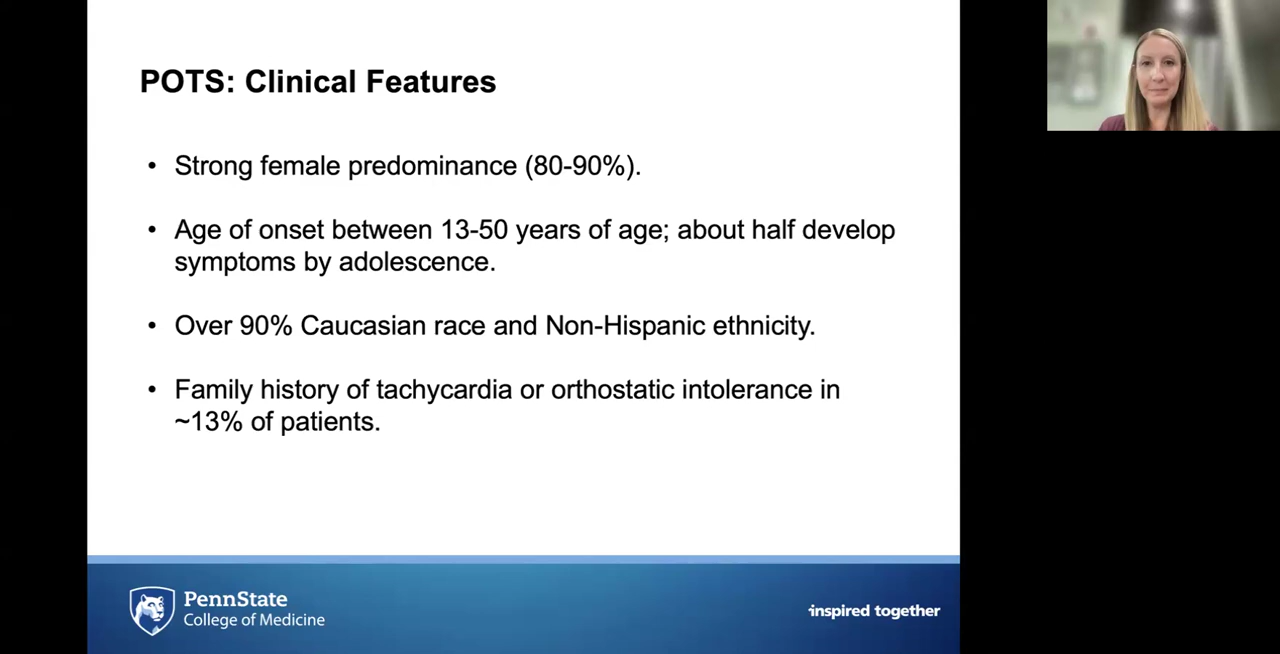 POTS: Clinical Features
• Strong female predominance (80-90%).
• Age of onset between 13-50 years of age; about half develop
symptoms by adolescence.
• Over 90% Caucasian race and Non-Hispanic ethnicity.
• Family history of tachycardia or orthostatic intolerance in
~13% of patients.
PennState
College of Medicine
inspired together